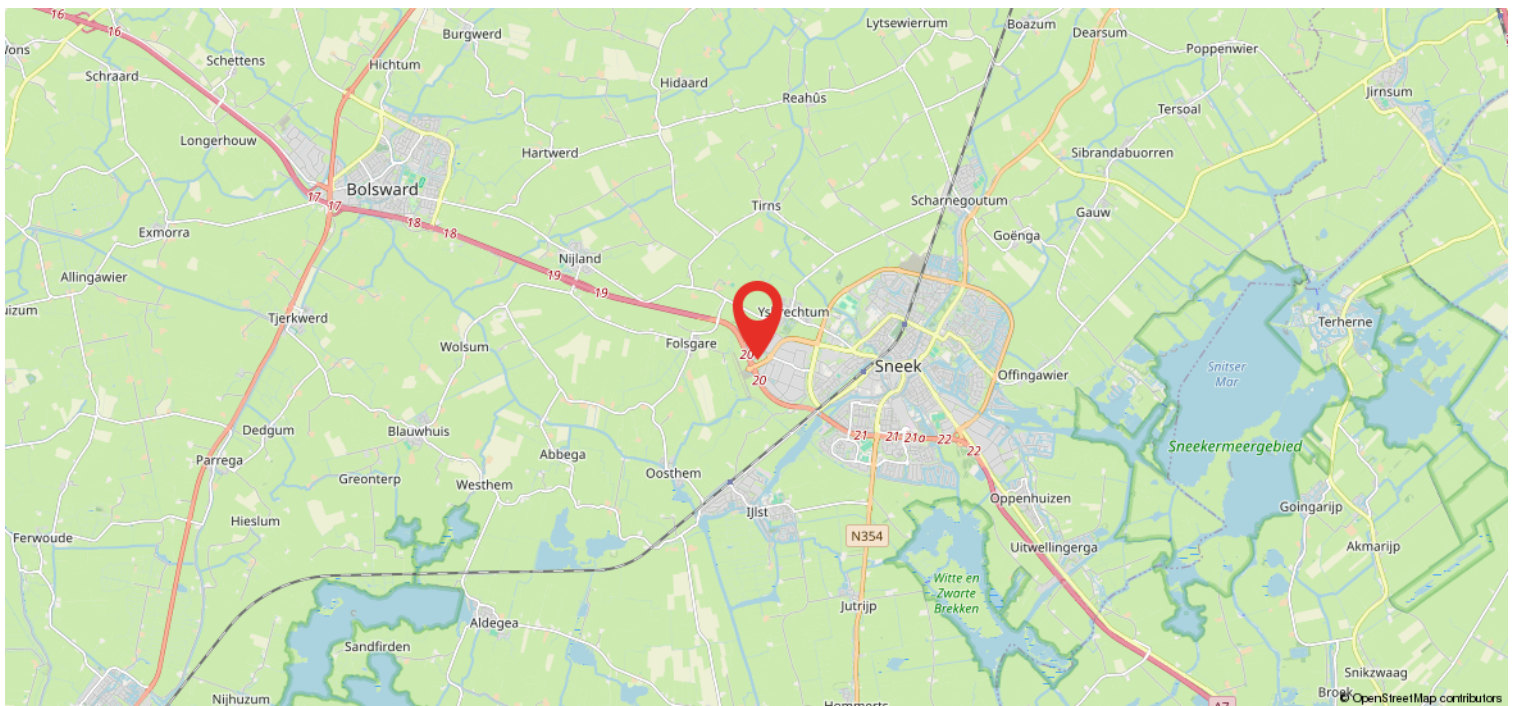 16
16
Burgwerd
Lytsewierrum
Boazum
Dearsum
Poppenwier
Schettens
Hichtum
Schraard
Hidaard
Reahûs
Jirnsum
Tersoal
Longerhouw
Hartwerd
Sibrandabuorren
Bolsward
17
17
18
18
Tirns
Scharnegoutum
Gauw
Exmorra
Goënga
Nijland
Allingawier
19
19
Tjerkwerd
Terherne
Wolsum
Folsgare
20
20
Sneek
Offingawier
Snitser
Mar
Dedgum
Blauwhuis
21
21
21a
22
22
Sneekermeergebied
Parrega
Abbega
Greonterp
Westhem
Oosthem
IJlst
Oppenhuizen
Goingarijp
Hieslum
Ferwoude
N354
Uitwellingerga
Akmarijp
Witte en
Zwarte
Brekken
Jutrijp
Aldegea
Sandfirden
Snikzwaag
Nijhuzum
A7
© OpenStreetMap contributors